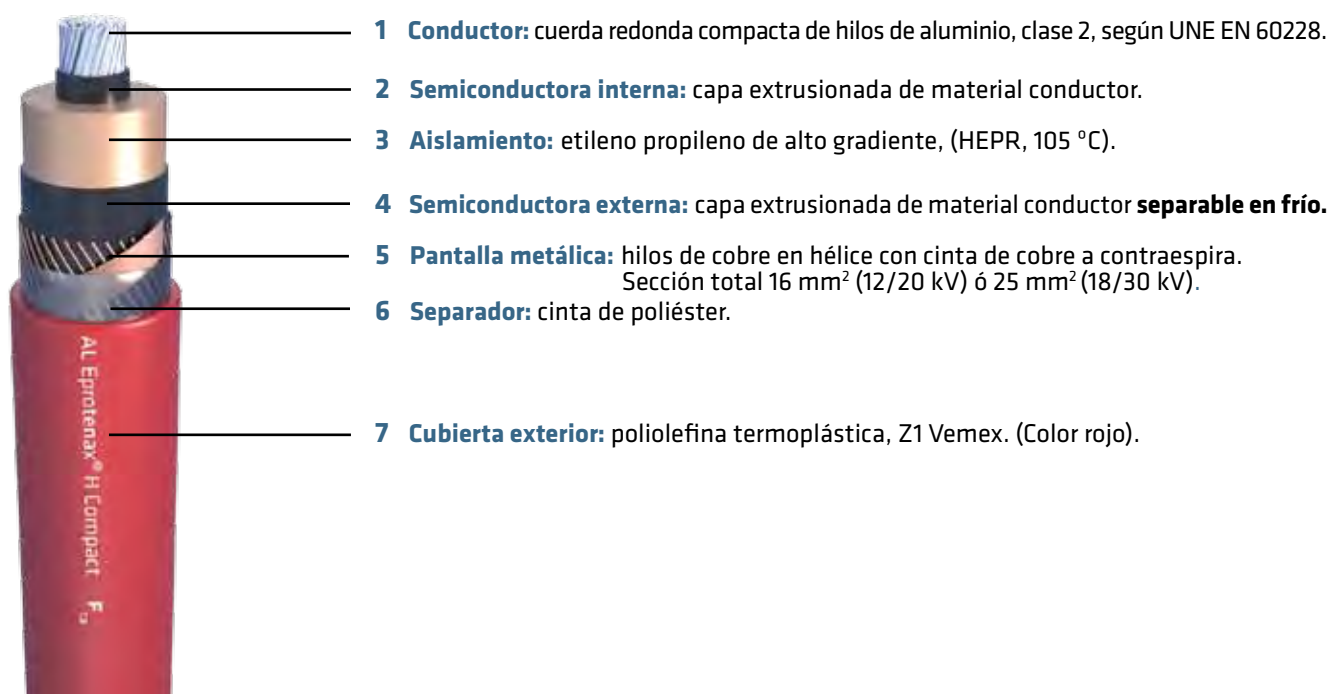 1 Conductor: cuerda redonda compacta de hilos de aluminio, clase 2, según UNE EN 60228.
2 Semiconductora interna: capa extrusionada de material conductor.
3 Aislamiento: etileno propileno de alto gradiente, (HEPR, 105 ºC).
4 Semiconductora externa: capa extrusionada de material conductor separable en frío.
5 Pantalla metálica: hilos de cobre en hélice con cinta de cobre a contraespira.
Sección total 16 mm² (12/20 kV) ó 25 mm² (18/30 kV).
6 Separador: cinta de poliéster.
7 Cubierta exterior: poliolefina termoplástica, Z1 Vemex. (Color rojo).
AL Eprotenax® H Compact Fca